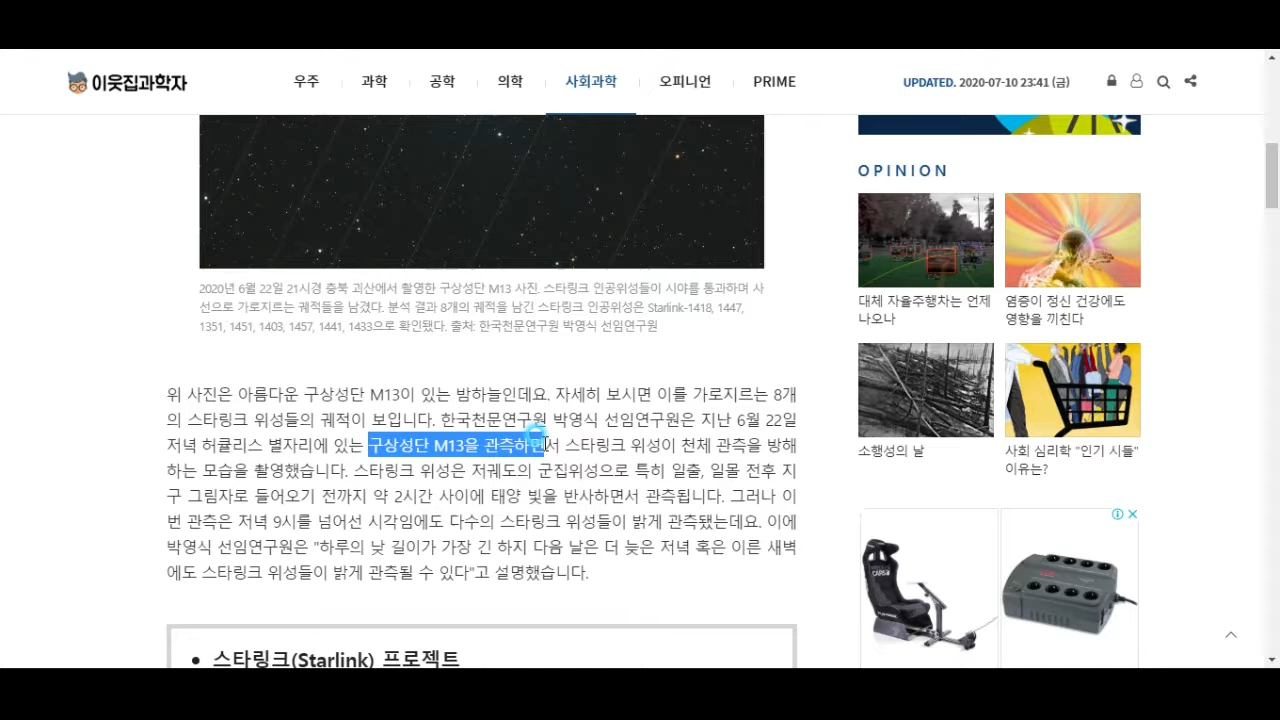 이웃집과학자
우주 과학 공학 의학 사회과학 오피니언 PRIME
UPDATED. 2020-07-10 23:41 (금)
2020년 6월 22일 21시경 충북 괴산에서 촬영한 구상성단 M13 사진. 스타링크 인공위성들이 시야를 통과하며 사
선으로 가로지르는 궤적들을 남겼다. 분석 결과 8개의 궤적을 남긴 스타링크 인공위성은 Starlink-1418, 1447,
1351, 1451, 1403, 1457, 1441, 1433으로 확인됐다. 출처: 한국천문연구원 박영식 선임연구원
위 사진은 아름다운 구상성단 M13이 있는 밤하늘인데요. 자세히 보시면 이를 가로지르는 8개
의 스타링크 위성들의 궤적이 보입니다. 한국천문연구원 박영식 선임연구원은 지난 6월 22일
저녁 허큘리스 별자리에 있는 구상성단 M13을 관측하면서 스타링크 위성이 천체 관측을 방해
하는 모습을 촬영했습니다. 스타링크 위성은 저궤도의 군집위성으로 특히 일출, 일몰 전후 지
구 그림자로 들어오기 전까지 약 2시간 사이에 태양 빛을 반사하면서 관측됩니다. 그러나 이
번 관측은 저녁 9시를 넘어선 시각임에도 다수의 스타링크 위성들이 밝게 관측됐는데요. 이에
박영식 선임연구원은 "하루의 낮 길이가 가장 긴 하지 다음 날은 더 늦은 저녁 혹은 이른 새벽
에도 스타링크 위성들이 밝게 관측될 수 있다"고 설명했습니다.
• 스타링크(Starlink) 프로젝트
OPINION
대체 자율주행차는 언제
나오나
염증이 정신 건강에도
영향을 끼친다
소행성의 날
사회 심리학 "인기 시들"
이유는?